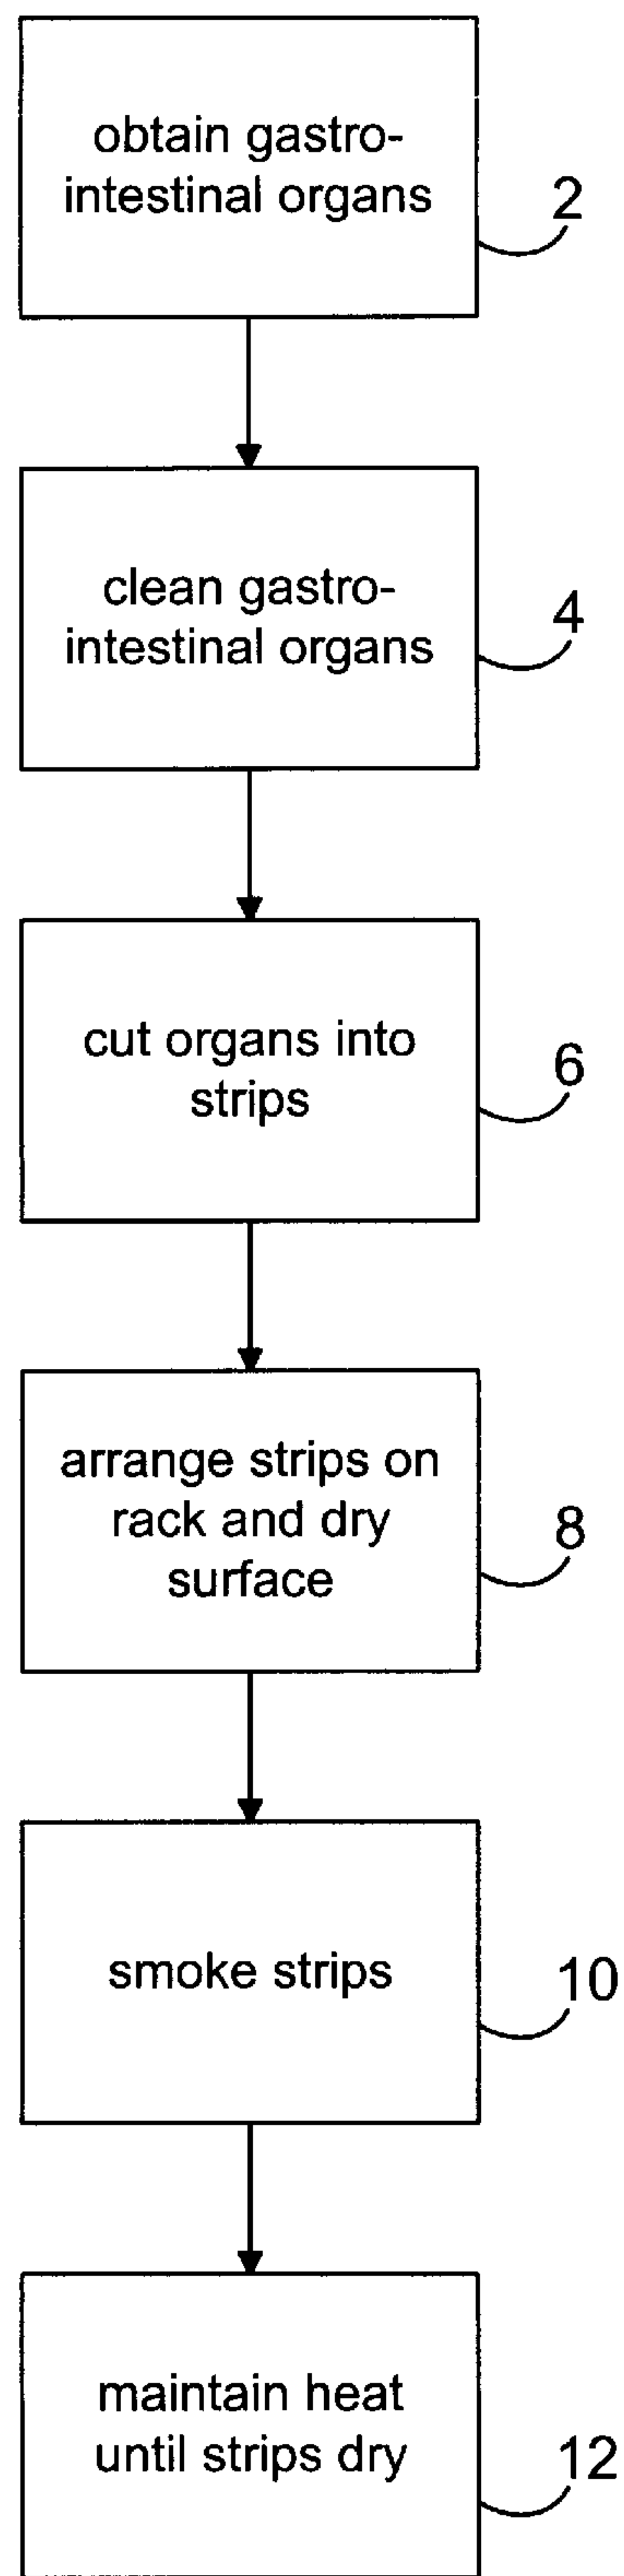 obtain gastro-
intestinal organs
2
clean gastro-
intestinal organs
4
cut organs into
strips
6
arrange strips on
rack and dry
surface
8
smoke strips
10
maintain heat
until strips dry
12